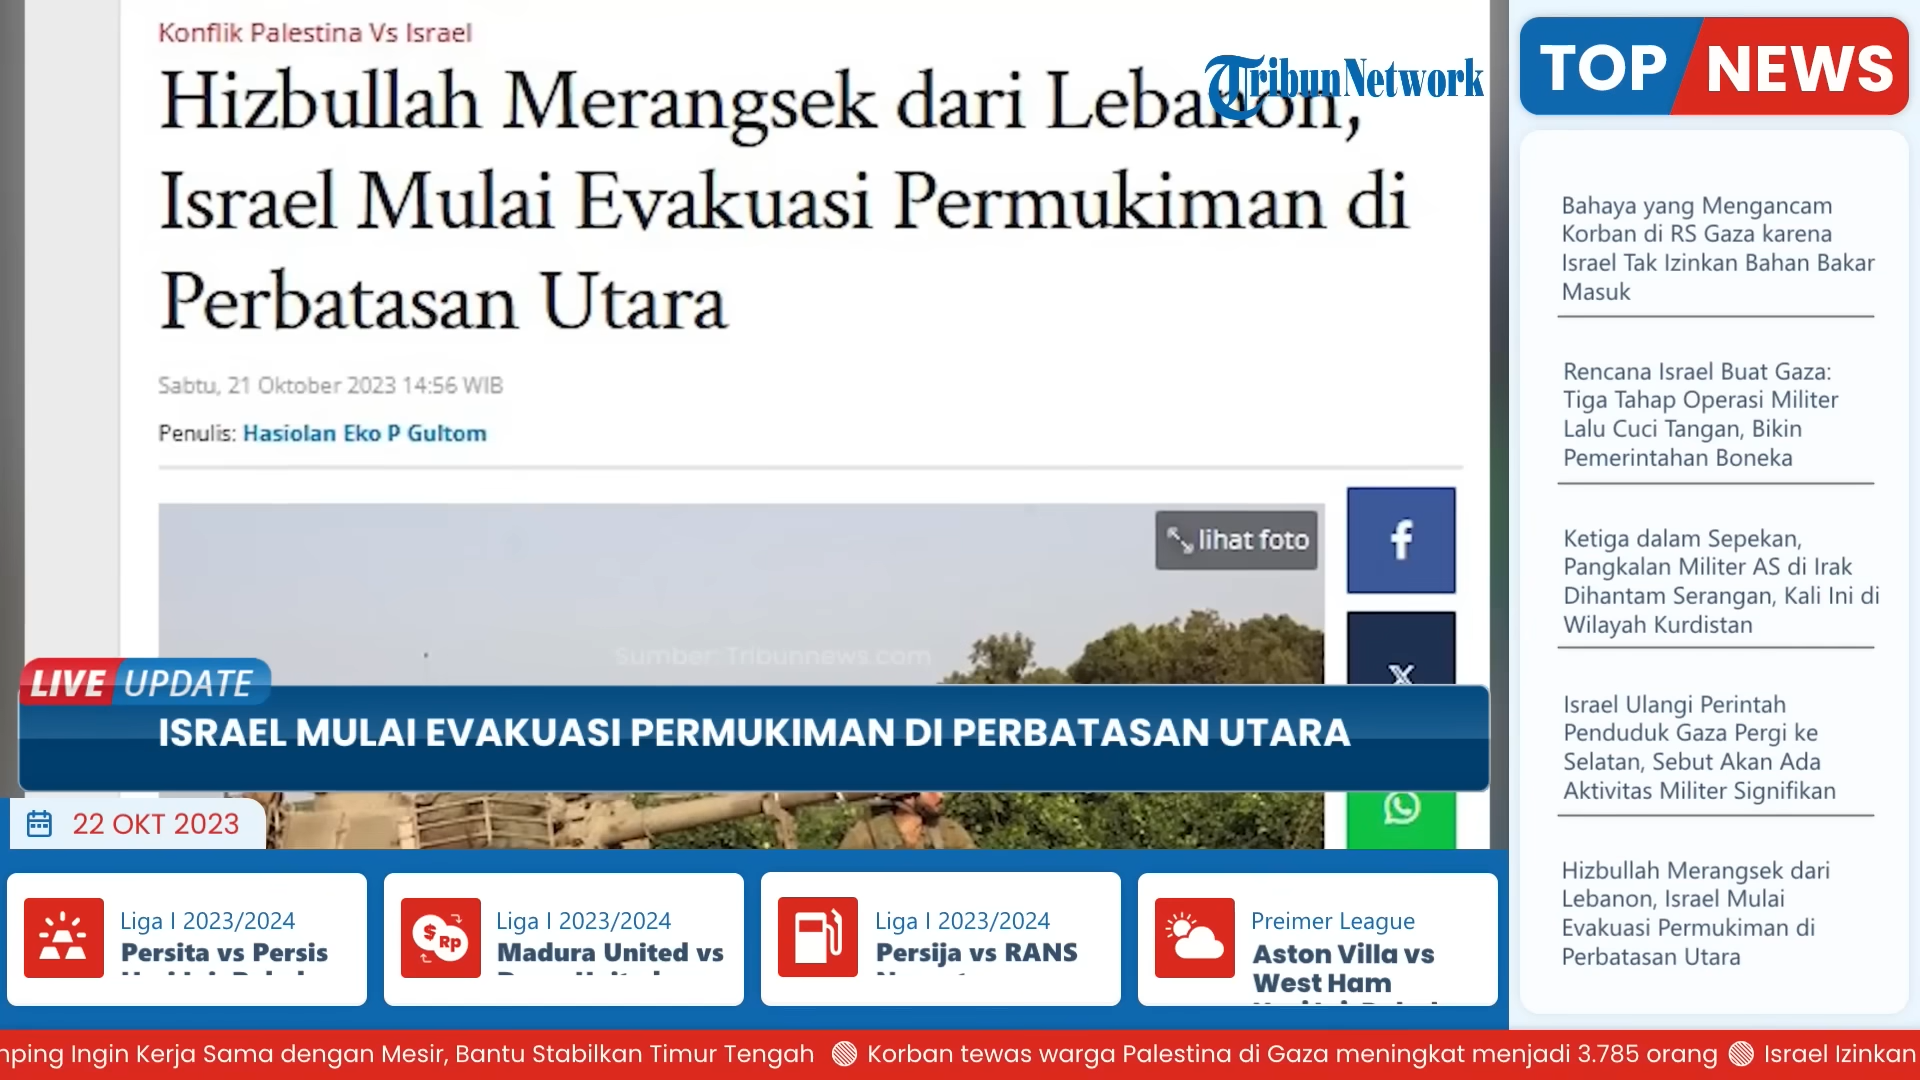 Konflik Palestina Vs Israel
Hizbullah Merangsek dari Lebanon,
Israel Mulai Evakuasi Permukiman di
Perbatasan Utara
TribunNetwork
Sabtu, 21 Oktober 2023 14:56 WIB
Penulis: Hasiolan Eko P Gultom
lihat foto
Sumber: Tribunnews.com
LIVE UPDATE
ISRAEL MULAI EVAKUASI PERMUKIMAN DI PERBATASAN UTARA
22 OKT 2023
Liga I 2023/2024
Persita vs Persis
Liga I 2023/2024
Madura United vs
Liga I 2023/2024
Persija vs RANS
Preimer League
Aston Villa vs
West Ham
TOP NEWS
Bahaya yang Mengancam
Korban di RS Gaza karena
Israel Tak Izinkan Bahan Bakar
Masuk
Rencana Israel Buat Gaza:
Tiga Tahap Operasi Militer
Lalu Cuci Tangan, Bikin
Pemerintahan Boneka
Ketiga dalam Sepekan,
Pangkalan Militer AS di Irak
Dihantam Serangan, Kali Ini di
Wilayah Kurdistan
Israel Ulangi Perintah
Penduduk Gaza Pergi ke
Selatan, Sebut Akan Ada
Aktivitas Militer Signifikan
Hizbullah Merangsek dari
Lebanon, Israel Mulai
Evakuasi Permukiman di
Perbatasan Utara
nping Ingin Kerja Sama dengan Mesir, Bantu Stabilkan Timur Tengah Korban tewas warga Palestina di Gaza meningkat menjadi 3.785 orang Israel Izinkan